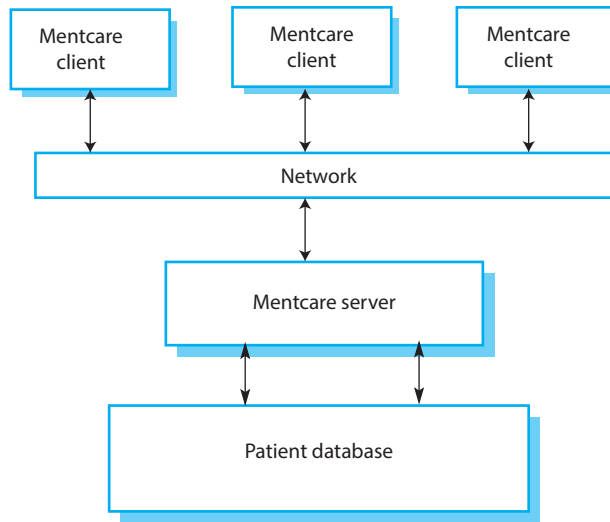 Mentcare
client
Mentcare
client
Mentcare
client
Network
Mentcare server
Patient database